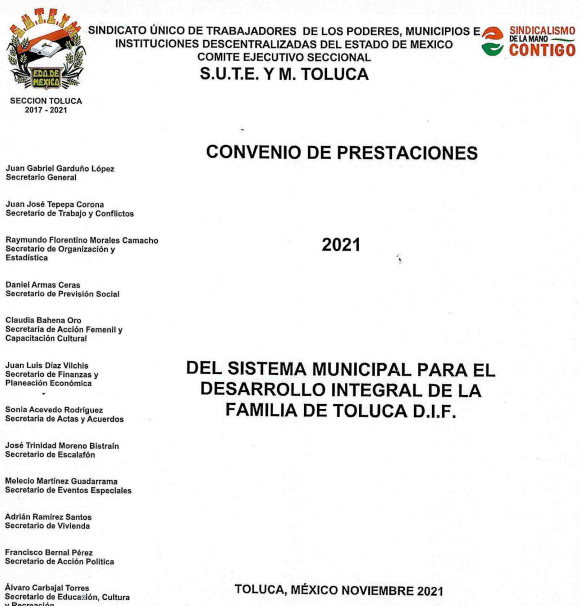 S.U.T.E.Y.M.
EDO.DE
MEXICO
SECCION TOLUCA
2017 - 2021
SINDICATO ÚNICO DE TRABAJADORES DE LOS PODERES, MUNICIPIOS E
INSTITUCIONES DESCENTRALIZADAS DEL ESTADO DE MEXICO
COMITE EJECUTIVO SECCIONAL
S.U.T.E. Y M. TOLUCA
SINDICALISMO
DE LA MANO
CONTIGO
CONVENIO DE PRESTACIONES
2021
DEL SISTEMA MUNICIPAL PARA EL
DESARROLLO INTEGRAL DE LA
FAMILIA DE TOLUCA D.I.F.
TOLUCA, MÉXICO NOVIEMBRE 2021
Juan Gabriel Garduño López
Secretario General
Juan José Tepepa Corona
Secretario de Trabajo y Conflictos
Raymundo Florentino Morales Camacho
Secretario de Organización y
Estadística
Daniel Armas Ceras
Secretario de Previsión Social
Claudia Bahena Oro
Secretaria de Acción Femenil y
Capacitación Cultural
Juan Luis Díaz Vilchis
Secretario de Finanzas y
Planeación Económica
Sonia Acevedo Rodríguez
Secretaria de Actas y Acuerdos
José Trinidad Moreno Bistraín
Secretario de Escalafón
Melecio Martínez Guadarrama
Secretario de Eventos Especiales
Adrián Ramírez Santos
Secretario de Vivienda
Francisco Bernal Pérez
Secretario de Acción Política
Álvaro Carbajal Torres
Secretario de Educación, Cultura
y Recreación